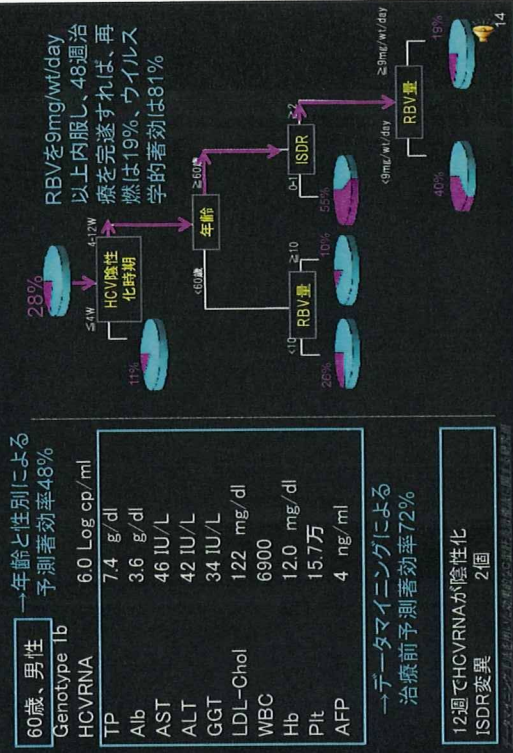 60歳、男性
→年齢と性別による
予測著効率48%
Genotype 1b
HCVRNA 6.0 Log cp/ml
TP 7.4 g/dl
Alb 3.6 g/dl
AST 46 IU/L
ALT 42 IU/L
GGT 34 IU/L
LDL-Chol 122 mg/dl
WBC 6900
Hb 12.0 mg/dl
Plt 15.7万
AFP 4 ng/ml
→データマイニングによる
治療前予測著効率72%
12週でHCVRNAが陰性化
ISDR変異 2個
28%
HCV陰性
化時期
≦4W
4-12W
11%
年齢
<60歳
≧60歳
RBV量
<10
≧10
26%
10%
ISDR
0-1
≧2
55%
RBV量
<9mg/wt/day
≧9mg/wt/day
40%
19%
RBVを9mg/wt/day
以上内服し、48週治
療を完遂すれば、再
燃は19%、ウイルス
学的著効は81%
14